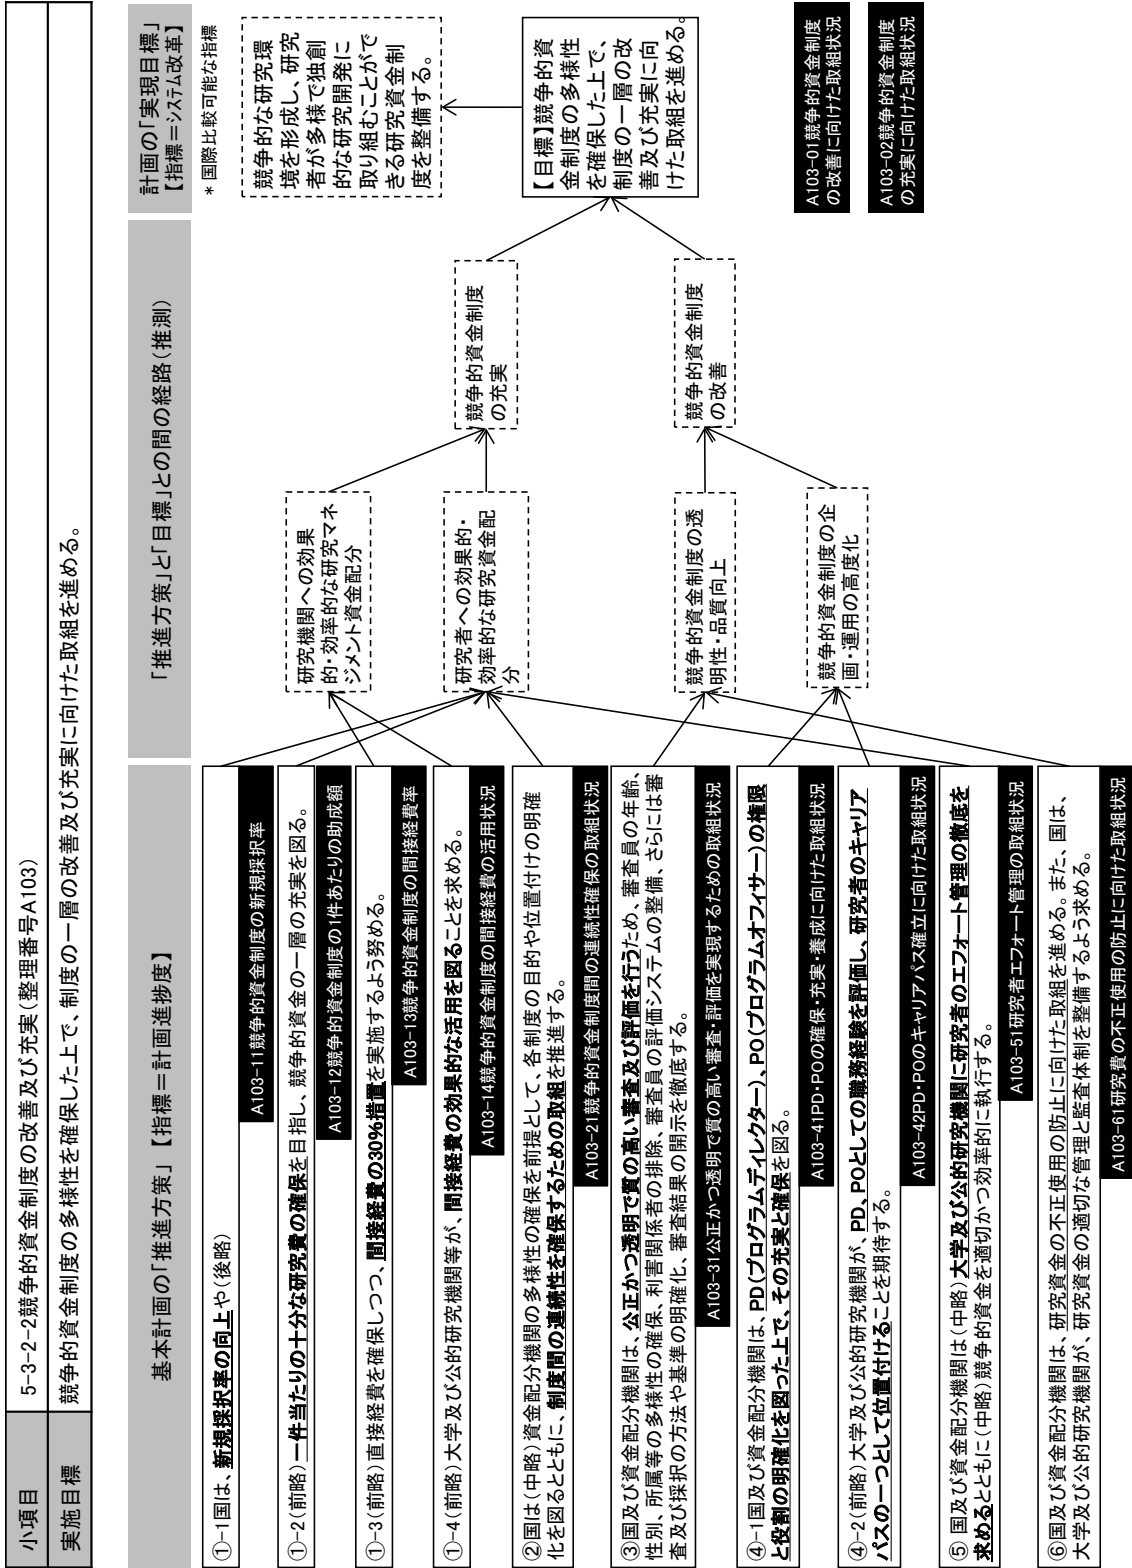 小項目
5-3-2-2競争的資金制度の改善及び充実(整理番号A103)
実施目標
競争的資金制度の多様性を確保した上で、制度の一層の改善及び充実に向けた取組を進める。
基本計画の「推進方策」【指標=計画進捗度】
「推進方策」と「目標」との間の経路(推測)
計画の「実現目標」
【指標=システム改革】
*国際比較可能な指標
①-1国は、新規採択率の向上や(後略)
A103-11競争的資金制度の新規採択率
①-2(前略)一件当たりの十分な研究費の確保を目指し、競争的資金の一層の充実を図る。
A103-12競争的資金制度の1件あたりの助成額
①-3(前略)直接経費を確保しつつ、間接経費の30%措置を実施するよう努める。
A103-13競争的資金制度の間接経費率
①-4(前略)大学及び公的研究機関等が、間接経費の効果的な活用を図ることを求める。
A103-14競争的資金制度の間接経費の活用状況
②国は(中略)資金配分機関の多様性の確保を前提として、各制度の目的や位置付けの明確
化を図るとともに、制度間の連続性を確保するための取組を推進する。
A103-21競争的資金制度間の連続性確保の取組状況
③国及び資金配分機関は、公正かつ透明で質の高い審査及び評価を行うため、審査員の年齢、
性別、所属等の多様性の確保、利害関係者の排除、審査員の評価システムの整備、さらには審
査及び採択の方法や基準の明確化、審査結果の開示を徹底する。
A103-31公正かつ透明で質の高い審査・評価を実現するための取組状況
④-1国及び資金配分機関は、PD(プログラムディレクター)、PO(プログラムオフィサー)の権限
と役割の明確化を図った上で、その充実と確保を図る。
A103-41PD・POの確保・充実・養成に向けた取組状況
④-2(前略)大学及び公的研究機関が、PD、POとしての職務経験を評価し、研究者のキャリア
パスの一つとして位置付けることを期待する。
A103-42PD・POのキャリアパス確立に向けた取組状況
⑤ 国及び資金配分機関は(中略)大学及び公的研究機関に研究者のエフォート管理の徹底を
求めるとともに(中略)競争的資金を適切かつ効率的に執行する。
A103-51研究者エフォート管理の取組状況
⑥国及び資金配分機関は、研究資金の不正使用の防止に向けた取組を進める。また、国は、
大学及び公的研究機関が、研究資金の適切な管理と監査体制を整備するよう求める。
A103-61研究費の不正使用の防止に向けた取組状況
研究機関への効果
的・効率的な研究マネ
ジメント資金配分
研究者への効果的・
効率的な研究資金配
分
競争的資金制度の透
明性・品質向上
競争的資金制度の企
画・運用の高度化
競争的資金制度
の充実
競争的資金制度
の改善
競争的な研究環
境を形成し、研究
者が多様で独創
的な研究開発に
取り組むことがで
きる研究資金制
度を整備する。
【目標】競争的資
金制度の多様性
を確保した上で、
制度の一層の改
善及び充実に向
けた取組を進める。
A103-01競争的資金制度
の改善に向けた取組状況
A103-02競争的資金制度
の充実に向けた取組状況